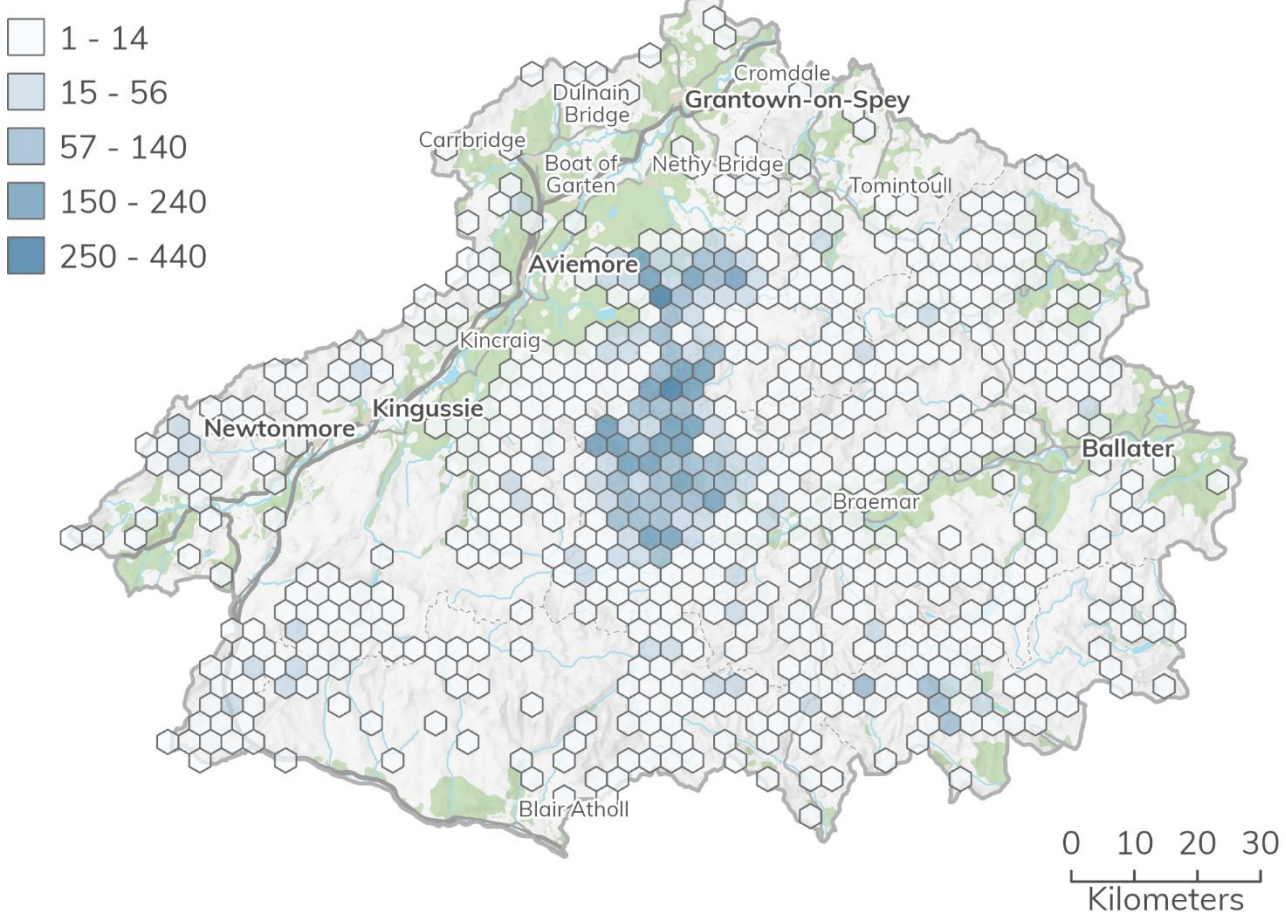 1 - 14
15 - 56
57 - 140
150 - 240
250 - 440
Cromdale
Dulnain
Bridge
Grantown-on-Spey
Carrbridge
Boat of
Garten
Nethy Bridge
Tomintoull
Aviemore
Kincraig
Kingussie
Newtonmore
Ballater
Braemar
Blair Atholl
0 10 20 30
Kilometers